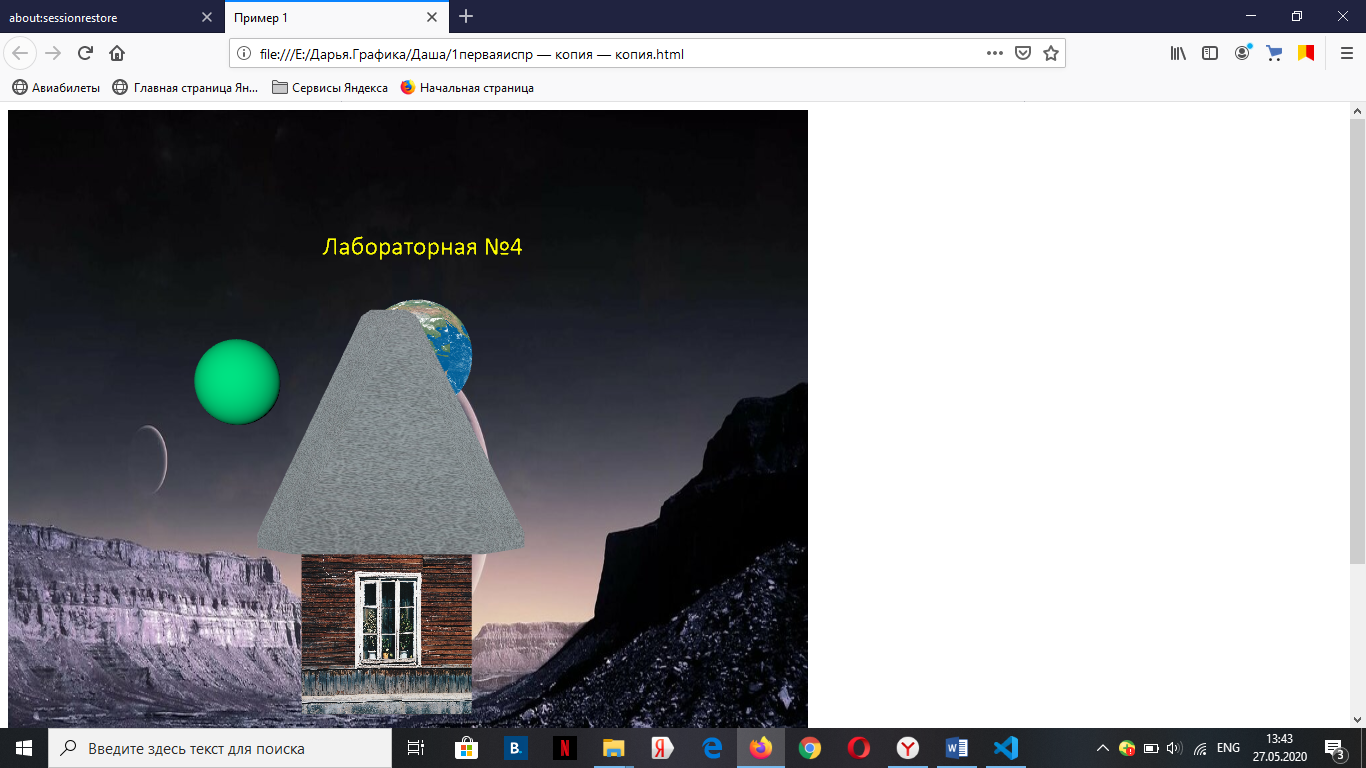 about:sessionrestore
Пример 1
file:///E:/Дарья.Графика/Даша/1перваяиспр — копия — копия.html
Авиабилеты
Главная страница Ян...
Сервисы Яндекса
Начальная страница
Лабораторная №4
Введите здесь текст для поиска
B.
N
Я
Y
W
ENG
13:43
27.05.2020
3